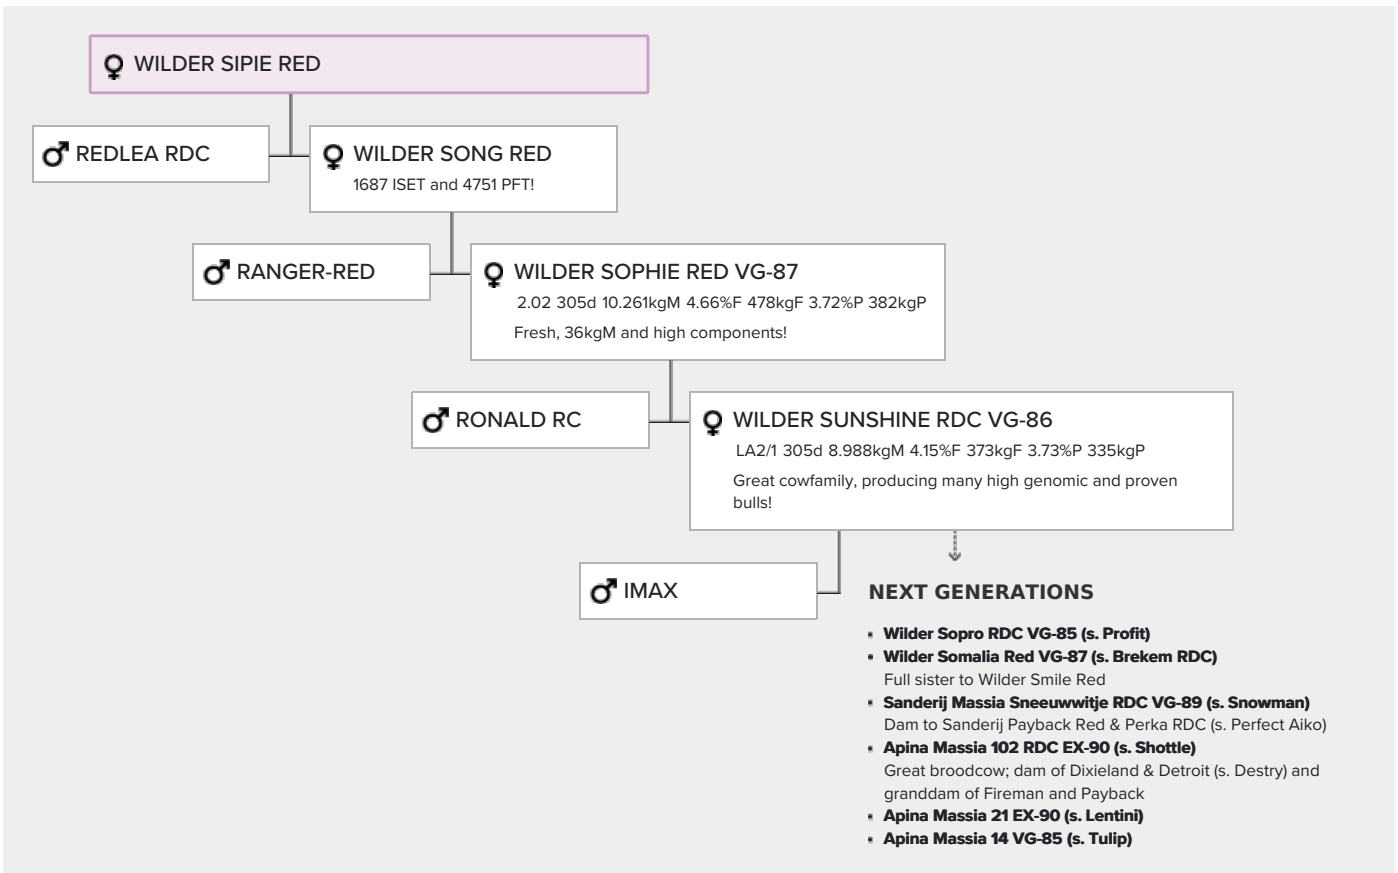 WILDER SIPIE RED
REDLEA RDC
WILDER SONG RED
1687 ISET and 4751 PFT!
RANGER-RED
WILDER SOPHIE RED VG-87
2.02 305d 10.261kgM 4.66%F 478kgF 3.72%P 382kgP
Fresh, 36kgM and high components!
RONALD RC
WILDER SUNSHINE RDC VG-86
LA2/1 305d 8.988kgM 4.15%F 373kgF 3.73%P 335kgP
Great cowfamily, producing many high genomic and proven
bulls!
IMAX
NEXT GENERATIONS
Wilder Sopro RDC VG-85 (s. Profit)
Wilder Somalia Red VG-87 (s. Brekem RDC)
Full sister to Wilder Smile Red
Sanderij Massia Sneeuwwitje RDC VG-89 (s. Snowman)
Dam to Sanderij Payback Red & Perka RDC (s. Perfect Aiko)
Apina Massia 102 RDC EX-90 (s. Shottle)
Great broodcow; dam of Dixieland & Detroit (s. Destry) and
granddam of Fireman and Payback
Apina Massia 21 EX-90 (s. Lentini)
Apina Massia 14 VG-85 (s. Tulip)